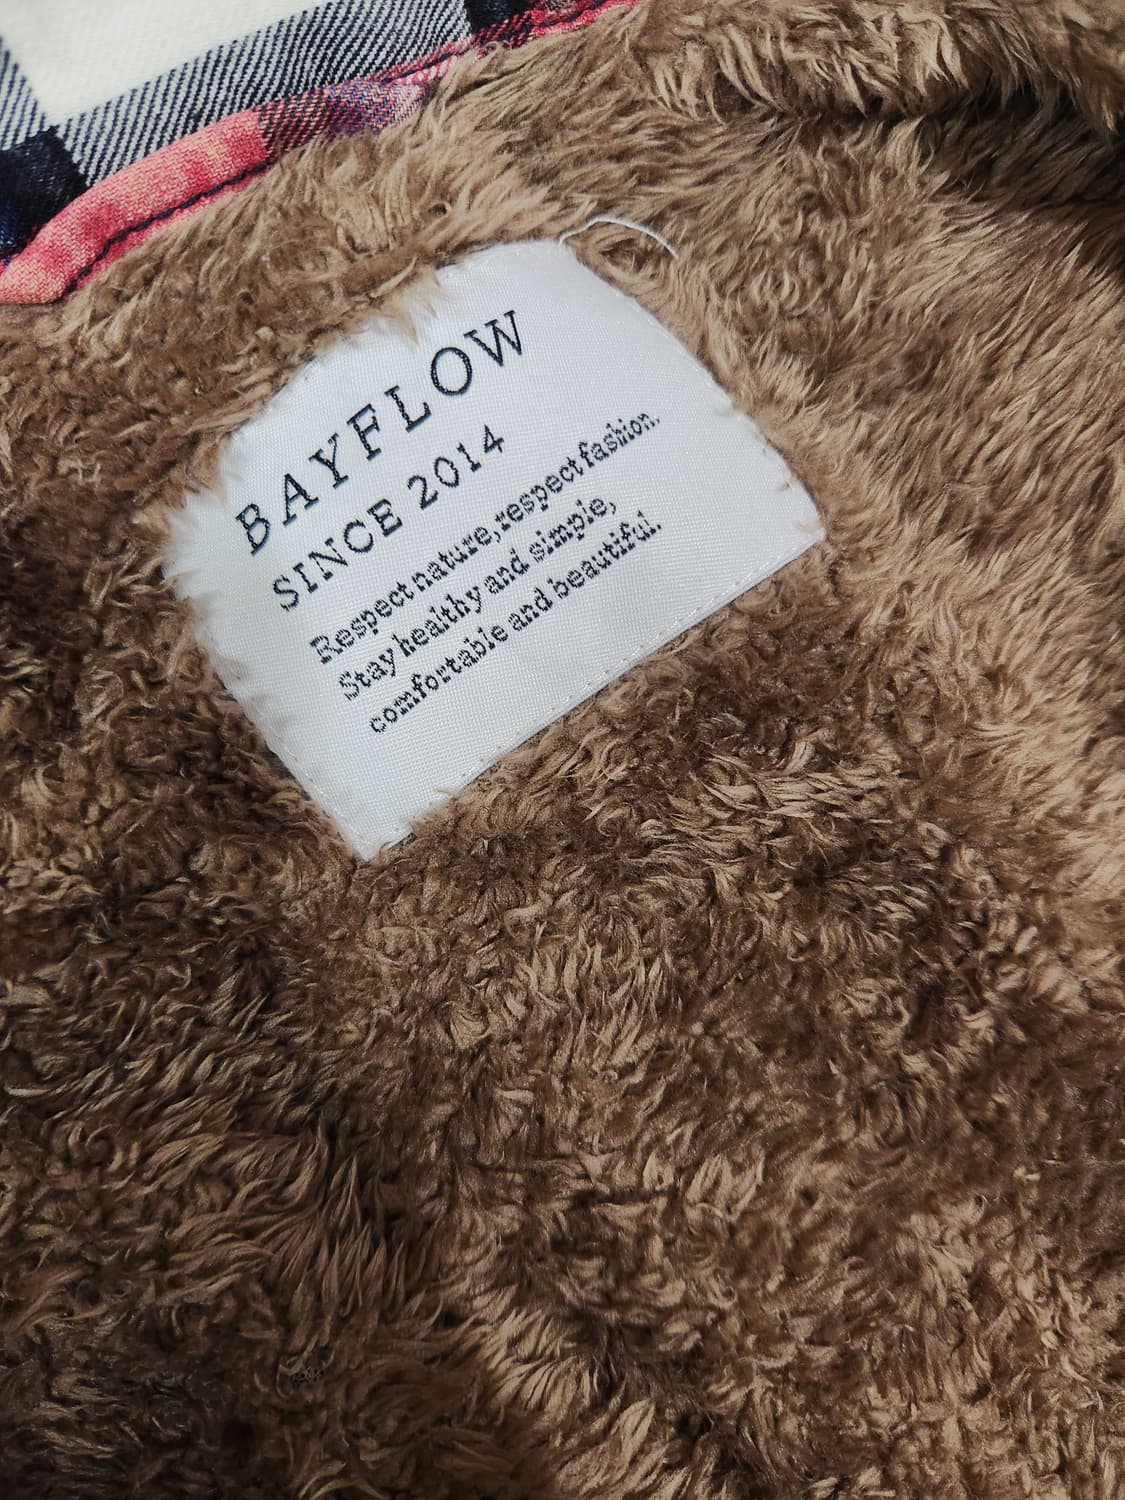 BAYFLOW
SINCE 2014
Respect nature, respect fashion.
Stay healthy and simple,
comfortable and beautiful.